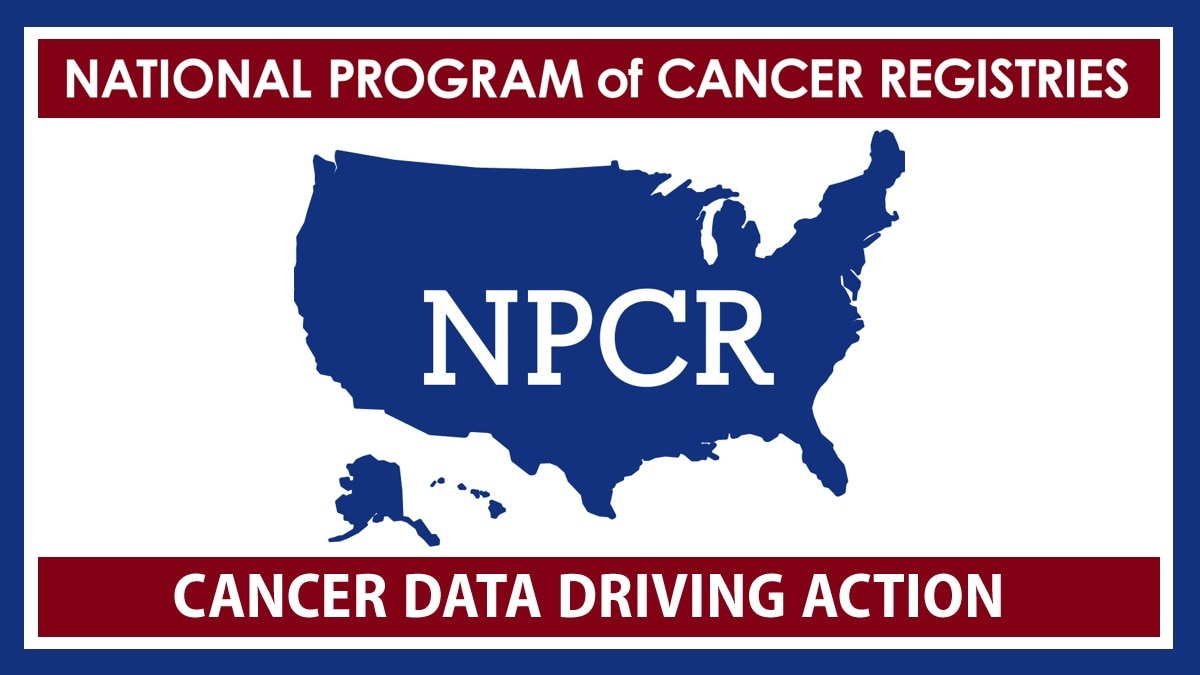 NATIONAL PROGRAM of CANCER REGISTRIES
NPCR
CANCER DATA DRIVING ACTION